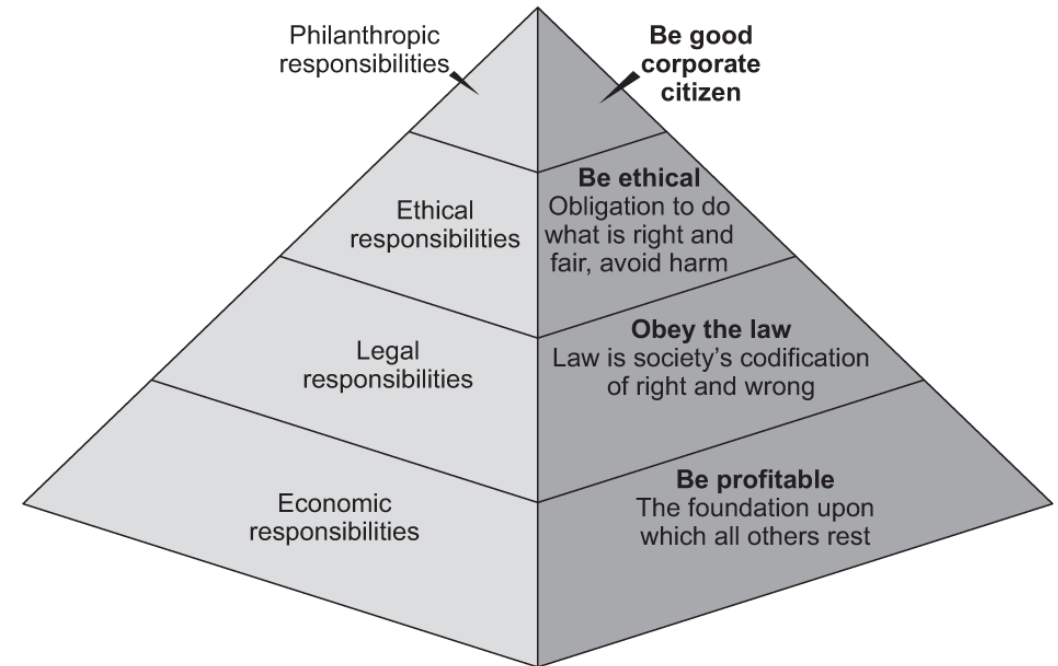 Philanthropic
responsibilities
Be good
corporate
citizen
Ethical
responsibilities
Be ethical
Obligation to do
what is right and
fair, avoid harm
Legal
responsibilities
Obey the law
Law is society’s codification
of right and wrong
Economic
responsibilities
Be profitable
The foundation upon
which all others rest